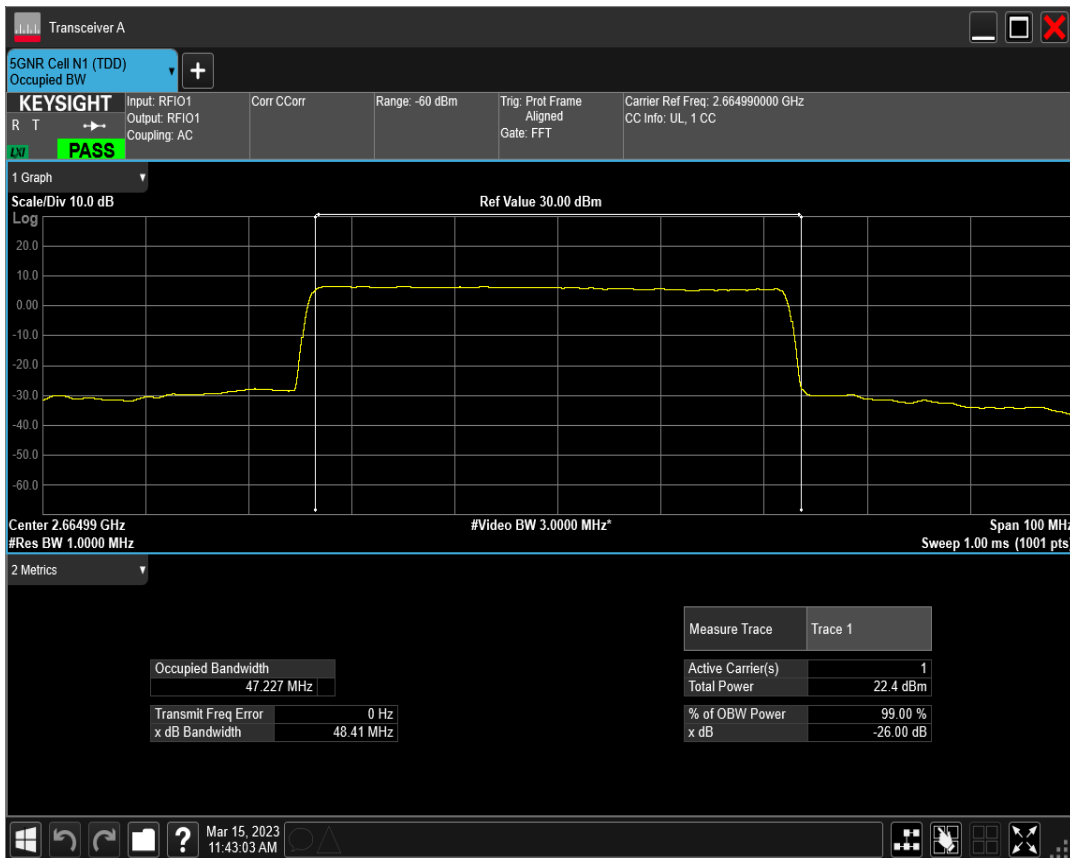 Transceiver A
5GNR Cell N1 (TDD)
Occupied BW
KEYSIGHT
R T
LXI
PASS
Input: RFIO1
Output: RFIO1
Coupling: AC
Corr CCorr
Range: -60 dBm
Trig: Prot Frame
Aligned
Gate: FFT
Carrier Ref Freq: 2.664990000 GHz
CC Info: UL, 1 CC
1 Graph
Scale/Div 10.0 dB
Ref Value 30.00 dBm
Log
20.0
10.0
0.00
-10.0
-20.0
-30.0
-40.0
-50.0
-60.0
Center 2.66499 GHz
#Video BW 3.0000 MHz*
Span 100 MHz
#Res BW 1.0000 MHz
Sweep 1.00 ms (1001 pts)
2 Metrics
Measure Trace Trace 1
Occupied Bandwidth
47.227 MHz
Transmit Freq Error 0 Hz
x dB Bandwidth 48.41 MHz
Active Carrier(s) 1
Total Power 22.4 dBm
% of OBW Power 99.00 %
x dB -26.00 dB
?
Mar 15, 2023
11:43:03 AM